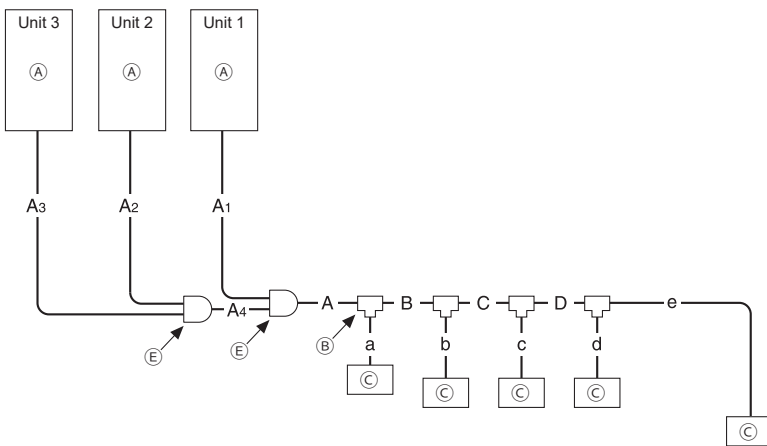 Unit 3 Unit 2 Unit 1
Ⓐ Ⓐ Ⓐ
A3 A2 A1
A B C D e
A4
Ⓔ Ⓔ Ⓑ a b c d
Ⓒ Ⓒ Ⓒ Ⓒ
Ⓒ